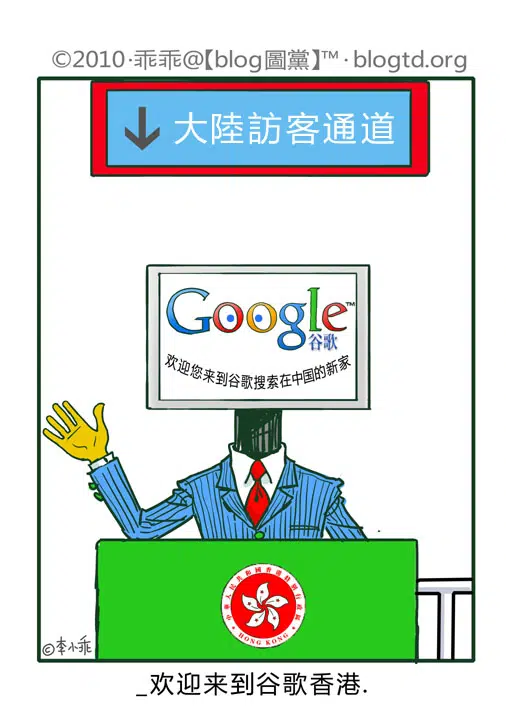 ©2010·乖乖@【blog圖黨】™·blogtd.org
↓ 大陸訪客通道
Google™
谷歌
欢迎您来到谷歌搜索在中国的新家
中華人民共和國香港特別行政區
HONG KONG
©李小乖
_欢迎来到谷歌香港.